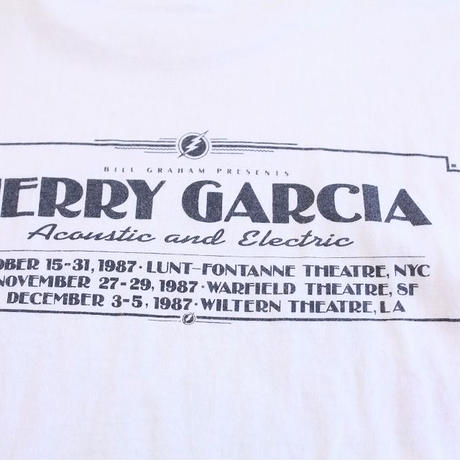 BILL GRAHAM PRESENTS
ERRY GARCIA
Acoustic and Electric
OBER 15-31, 1987 · LUNT-FONTANNE THEATRE, NYC
NOVEMBER 27-29, 1987 · WARFIELD THEATRE, SF
DECEMBER 3-5, 1987 · WILTERN THEATRE, LA